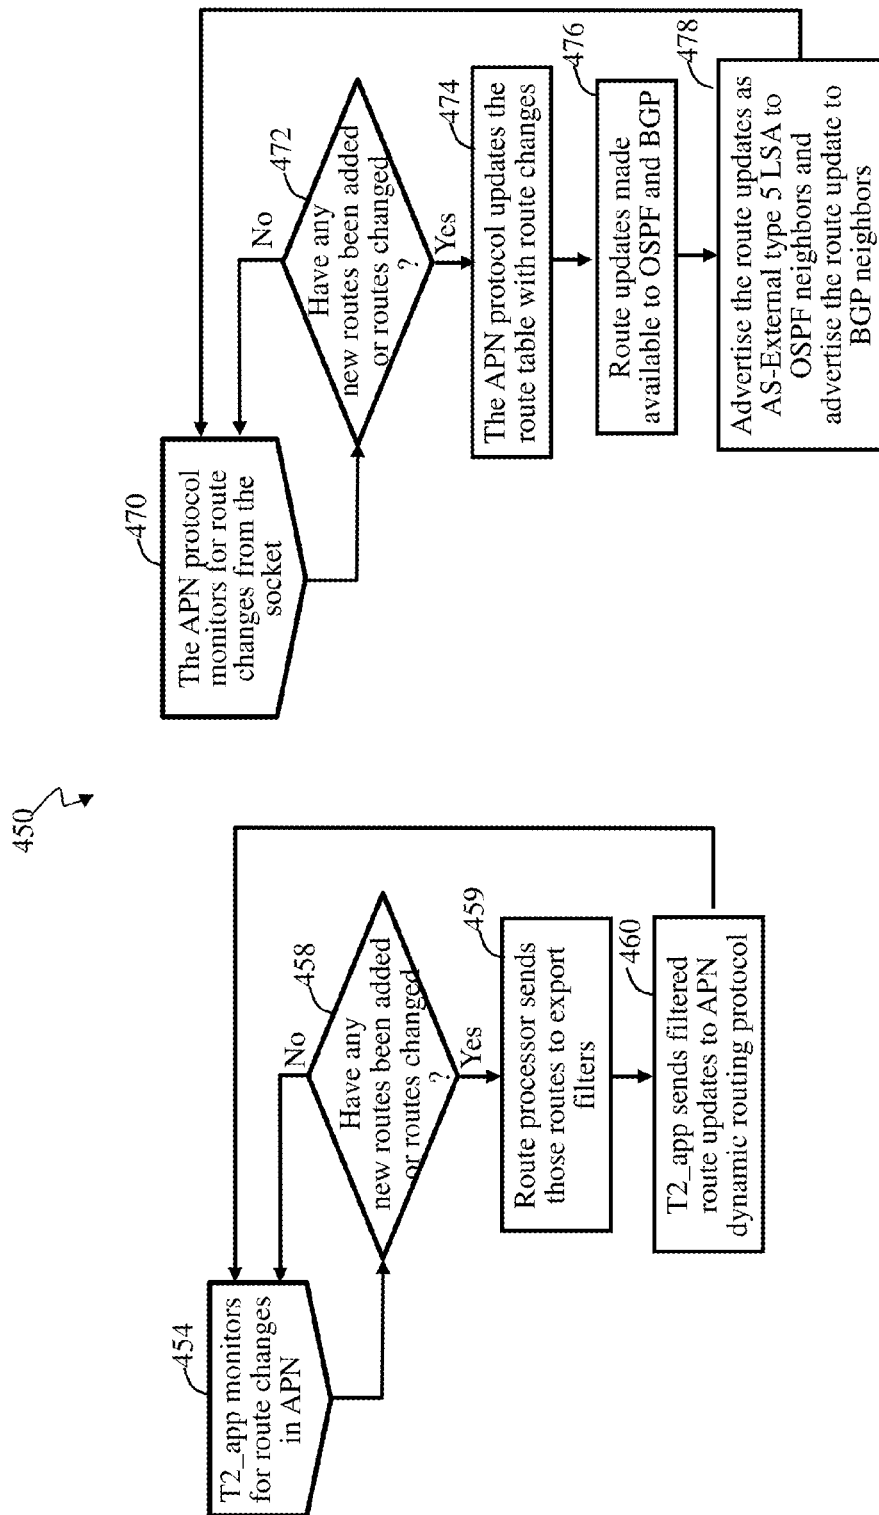 450
454
T2_app monitors
for route changes
in APN
458
Have any
new routes been added
or routes changed
?
No
Yes
459
Route processor sends
those routes to export
filters
460
T2_app sends filtered
route updates to APN
dynamic routing protocol
470
The APN protocol
monitors for route
changes from the
socket
472
Have any
new routes been added
or routes changed
?
No
Yes
474
The APN protocol updates the
route table with route changes
476
Route updates made
available to OSPF and BGP
478
Advertise the route updates as
AS-External type 5 LSA to
OSPF neighbors and
advertise the route update to
BGP neighbors